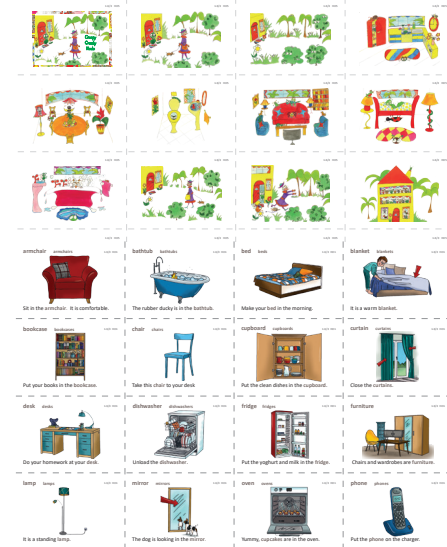 armchair armchairs
Sit in the armchair. It is comfortable.
bathtub bathtubs
The rubber ducky is in the bathtub.
bed beds
Make your bed in the morning.
blanket blankets
It is a warm blanket.
bookcase bookcases
Put your books in the bookcase.
chair chairs
Take this chair to your desk
cupboard cupboards
Put the clean dishes in the cupboard.
curtain curtains
Close the curtains.
desk desks
Do your homework at your desk.
dishwasher dishwashers
Unload the dishwasher.
fridge fridges
Put the yoghurt and milk in the fridge.
furniture
Chairs and wardrobes are furniture.
lamp lamps
It is a standing lamp.
mirror mirrors
The dog is looking in the mirror.
oven ovens
Yummy, cupcakes are in the oven.
phone phones
Put the phone on the charger.